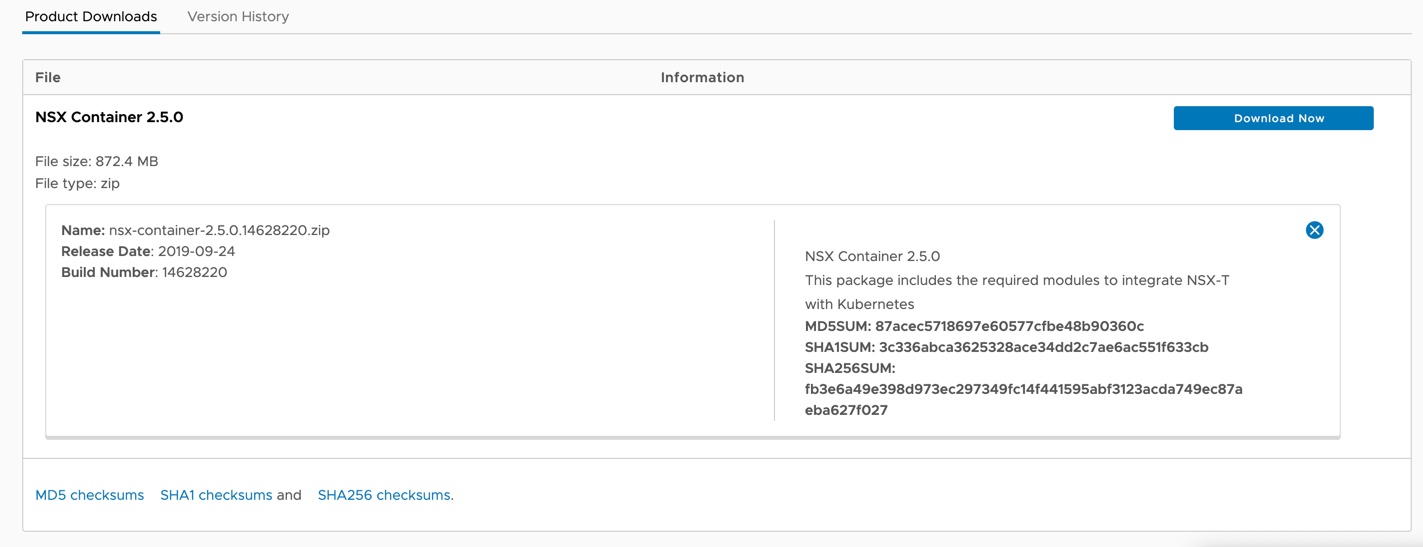 Product Downloads Version History
File Information
NSX Container 2.5.0 Download Now
File size: 872.4 MB
File type: zip
Name: nsx-container-2.5.0.14628220.zip
Release Date: 2019-09-24
Build Number: 14628220
NSX Container 2.5.0
This package includes the required modules to integrate NSX-T
with Kubernetes
MD5SUM: 87acec5718697e60577cfbe48b90360c
SHA1SUM: 3c336abca3625328ace34dd2c7ae6ac551f633cb
SHA256SUM:
fb3e6a49e398d973ec297349fc14f441595abf3123acda749ec87a
eba627f027
MD5 checksums SHA1 checksums and SHA256 checksums.